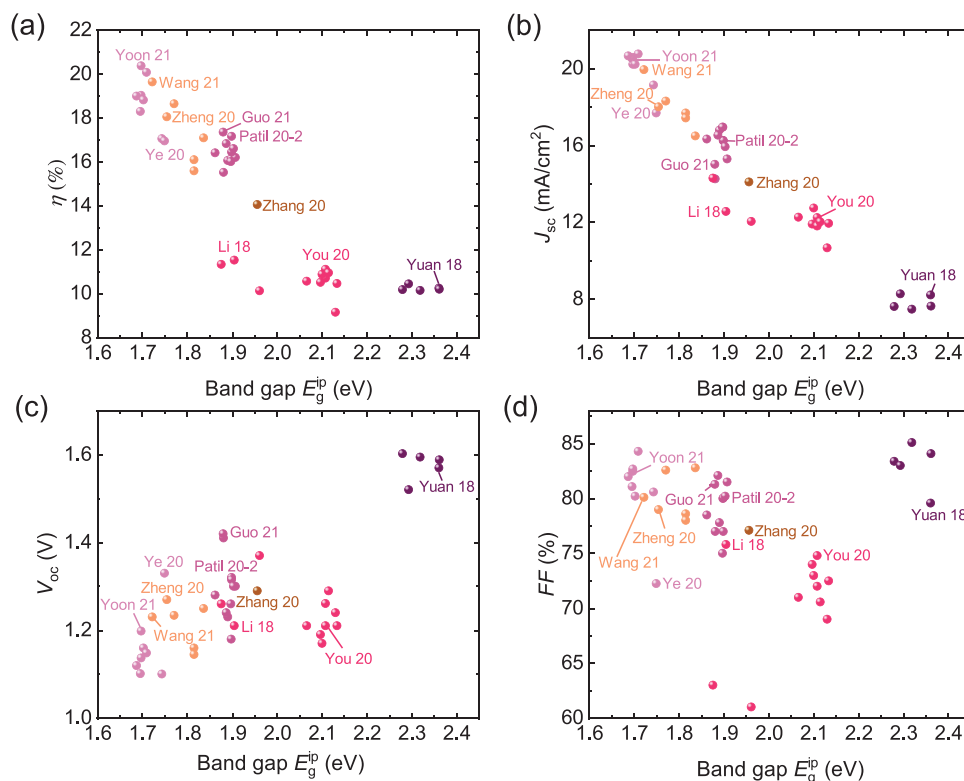 (a)
22
20
18
16
14
12
10
8
η (%)
Yoon 21
Wang 21
Zheng 20
Ye 20
Guo 21
Patil 20-2
Zhang 20
Li 18
You 20
Yuan 18
1.6 1.7 1.8 1.9 2.0 2.1 2.2 2.3 2.4
Band gap E_g^ip (eV)
(b)
20
16
12
8
J_sc (mA/cm²)
Yoon 21
Wang 21
Zheng 20
Ye 20
Patil 20-2
Guo 21
Zhang 20
Li 18
You 20
Yuan 18
1.6 1.7 1.8 1.9 2.0 2.1 2.2 2.3 2.4
Band gap E_g^ip (eV)
(c)
1.6
1.4
1.2
1.0
V_oc (V)
Yuan 18
Guo 21
Ye 20
Patil 20-2
Zheng 20
Zhang 20
Yoon 21
Wang 21
Li 18
You 20
1.6 1.7 1.8 1.9 2.0 2.1 2.2 2.3 2.4
Band gap E_g^ip (eV)
(d)
85
80
75
70
65
60
FF (%)
Yoon 21
Guo 21
Patil 20-2
Yuan 18
Zheng 20
Zhang 20
Wang 21
Li 18
You 20
Ye 20
1.6 1.7 1.8 1.9 2.0 2.1 2.2 2.3 2.4
Band gap E_g^ip (eV)